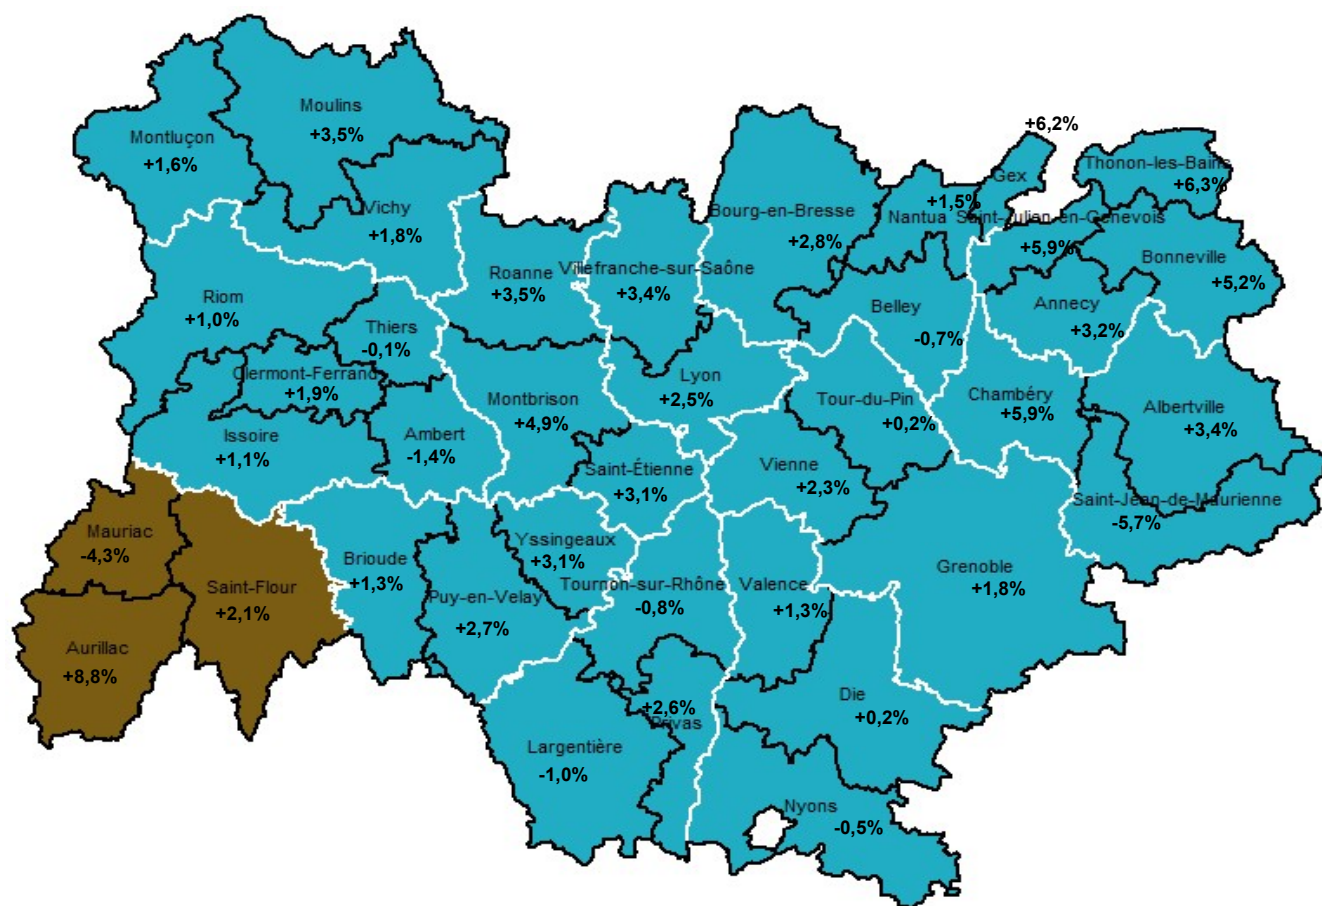 Moulins
+3,5%
Montluçon
+1,6%
Vichy
+1,8%
Bourg-en-Bresse
+2,8%
+6,2%
Gex
Thonon-les-Bains
+6,3%
+1,5%
Nantua
Saint-Julien-en-Genevois
+5,9%
Bonneville
+5,2%
Riom
+1,0%
Roanne
+3,5%
Villefranche-sur-Saône
+3,4%
Belley
-0,7%
Annecy
+3,2%
Thiers
-0,1%
Clermont-Ferrand
+1,9%
Lyon
+2,5%
Montbrison
+4,9%
Tour-du-Pin
+0,2%
Chambéry
+5,9%
Albertville
+3,4%
Issoire
+1,1%
Ambert
-1,4%
Saint-Étienne
+3,1%
Vienne
+2,3%
Saint-Jean-de-Maurienne
-5,7%
Mauriac
-4,3%
Saint-Flour
+2,1%
Brioude
+1,3%
Yssingeaux
+3,1%
Puy-en-Velay
+2,7%
Tournon-sur-Rhône
-0,8%
Valence
+1,3%
Grenoble
+1,8%
Aurillac
+8,8%
Die
+0,2%
+2,6%
Privas
Largentière
-1,0%
Nyons
-0,5%